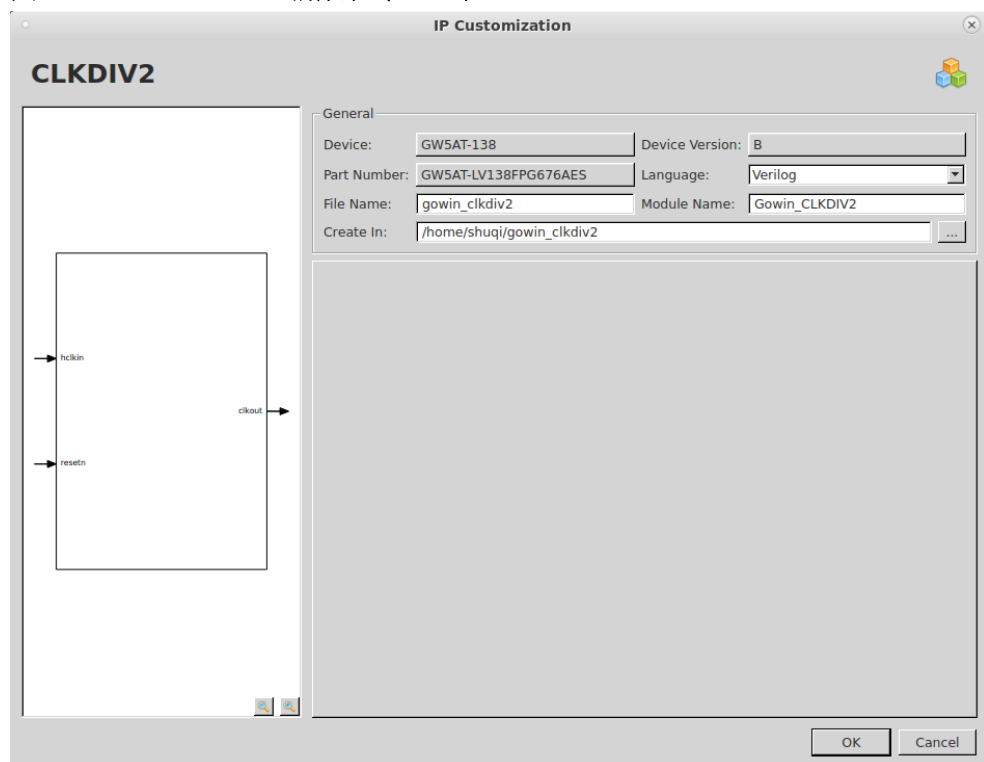 IP Customization
CLKDIV2
General
Device: GW5AT-138 Device Version: B
Part Number: GW5AT-LV138FPG676AES Language: Verilog
File Name: gowin_clkdiv2 Module Name: Gowin_CLKDIV2
Create In: /home/shuqi/gowin_clkdiv2 ...
hclkin
clkout
resetn
OK Cancel